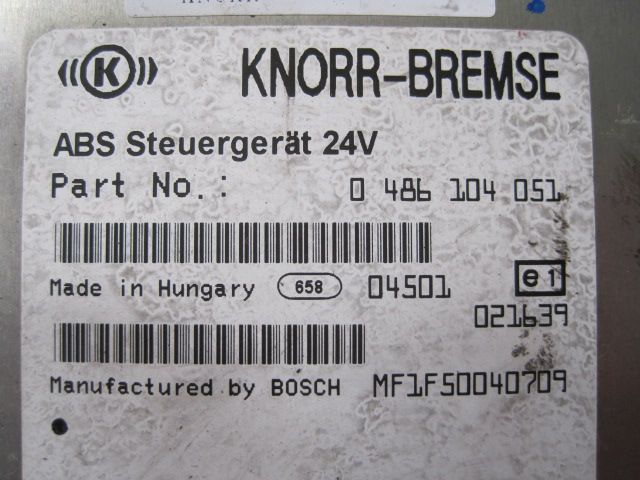 K KNORR-BREMSE
ABS Steuergerät 24V
Part No.: 0 486 104 051
Made in Hungary 658 04501 e1
021639
Manufactured by BOSCH MF1F50040709